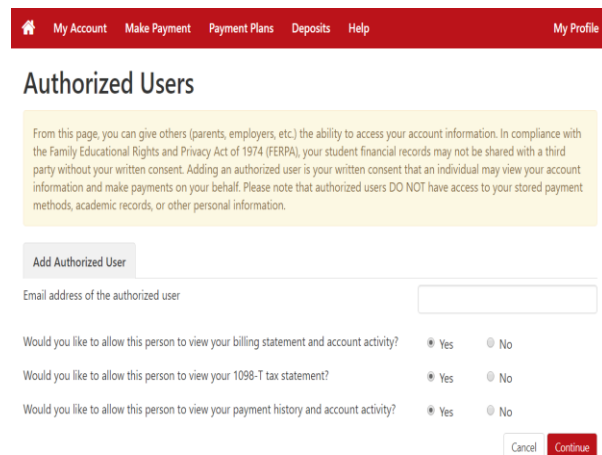 My Account Make Payment Payment Plans Deposits Help My Profile
Authorized Users
From this page, you can give others (parents, employers, etc.) the ability to access your account information. In compliance with
the Family Educational Rights and Privacy Act of 1974 (FERPA), your student financial records may not be shared with a third
party without your written consent. Adding an authorized user is your written consent that an individual may view your account
information and make payments on your behalf. Please note that authorized users DO NOT have access to your stored payment
methods, academic records, or other personal information.
Add Authorized User
Email address of the authorized user
Would you like to allow this person to view your billing statement and account activity? Yes No
Would you like to allow this person to view your 1098-T tax statement? Yes No
Would you like to allow this person to view your payment history and account activity? Yes No
Cancel Continue